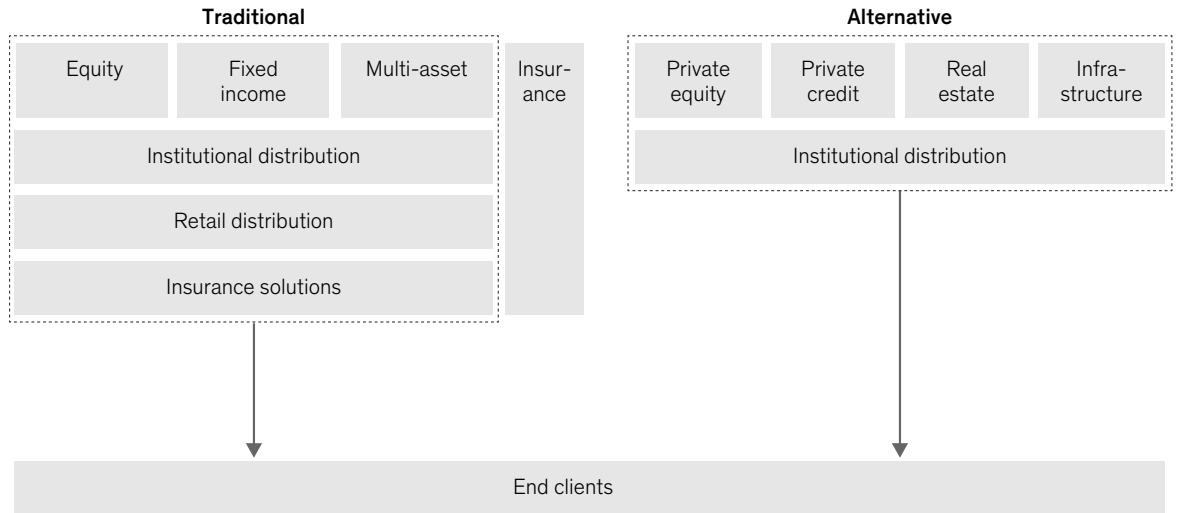 Traditional
Equity
Fixed
income
Multi-asset
Insur-
ance
Institutional distribution
Retail distribution
Insurance solutions
Alternative
Private
equity
Private
credit
Real
estate
Infra-
structure
Institutional distribution
End clients